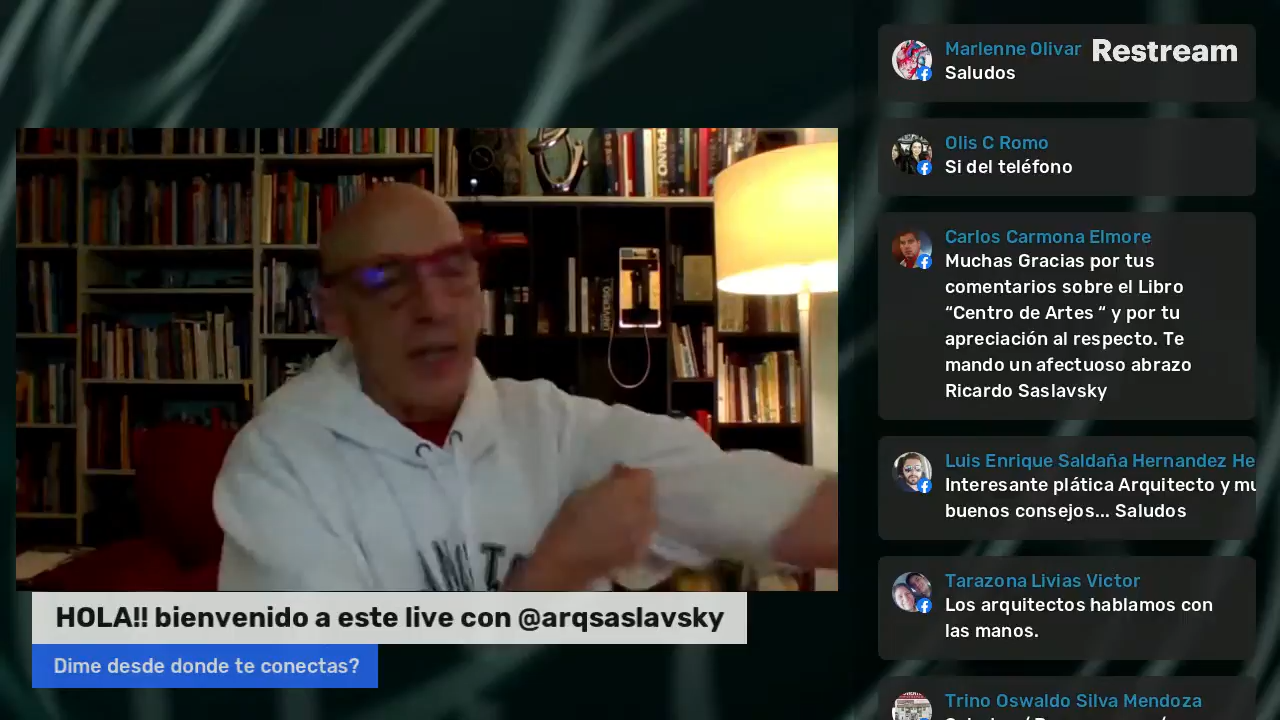 Marlenne Olivar
Restream
Saludos
Olis C Romo
Si del teléfono
Carlos Carmona Elmore
Muchas Gracias por tus
comentarios sobre el Libro
“Centro de Artes “ y por tu
apreciación al respecto. Te
mando un afectuoso abrazo
Ricardo Saslavsky
Luis Enrique Saldaña Hernandez He
Interesante plática Arquitecto y mu
buenos consejos... Saludos
Tarazona Livias Victor
Los arquitectos hablamos con
las manos.
Trino Oswaldo Silva Mendoza
PIANO
UNIVERSO
HOLA!! bienvenido a este live con @arqsaslavsky
Dime desde donde te conectas?